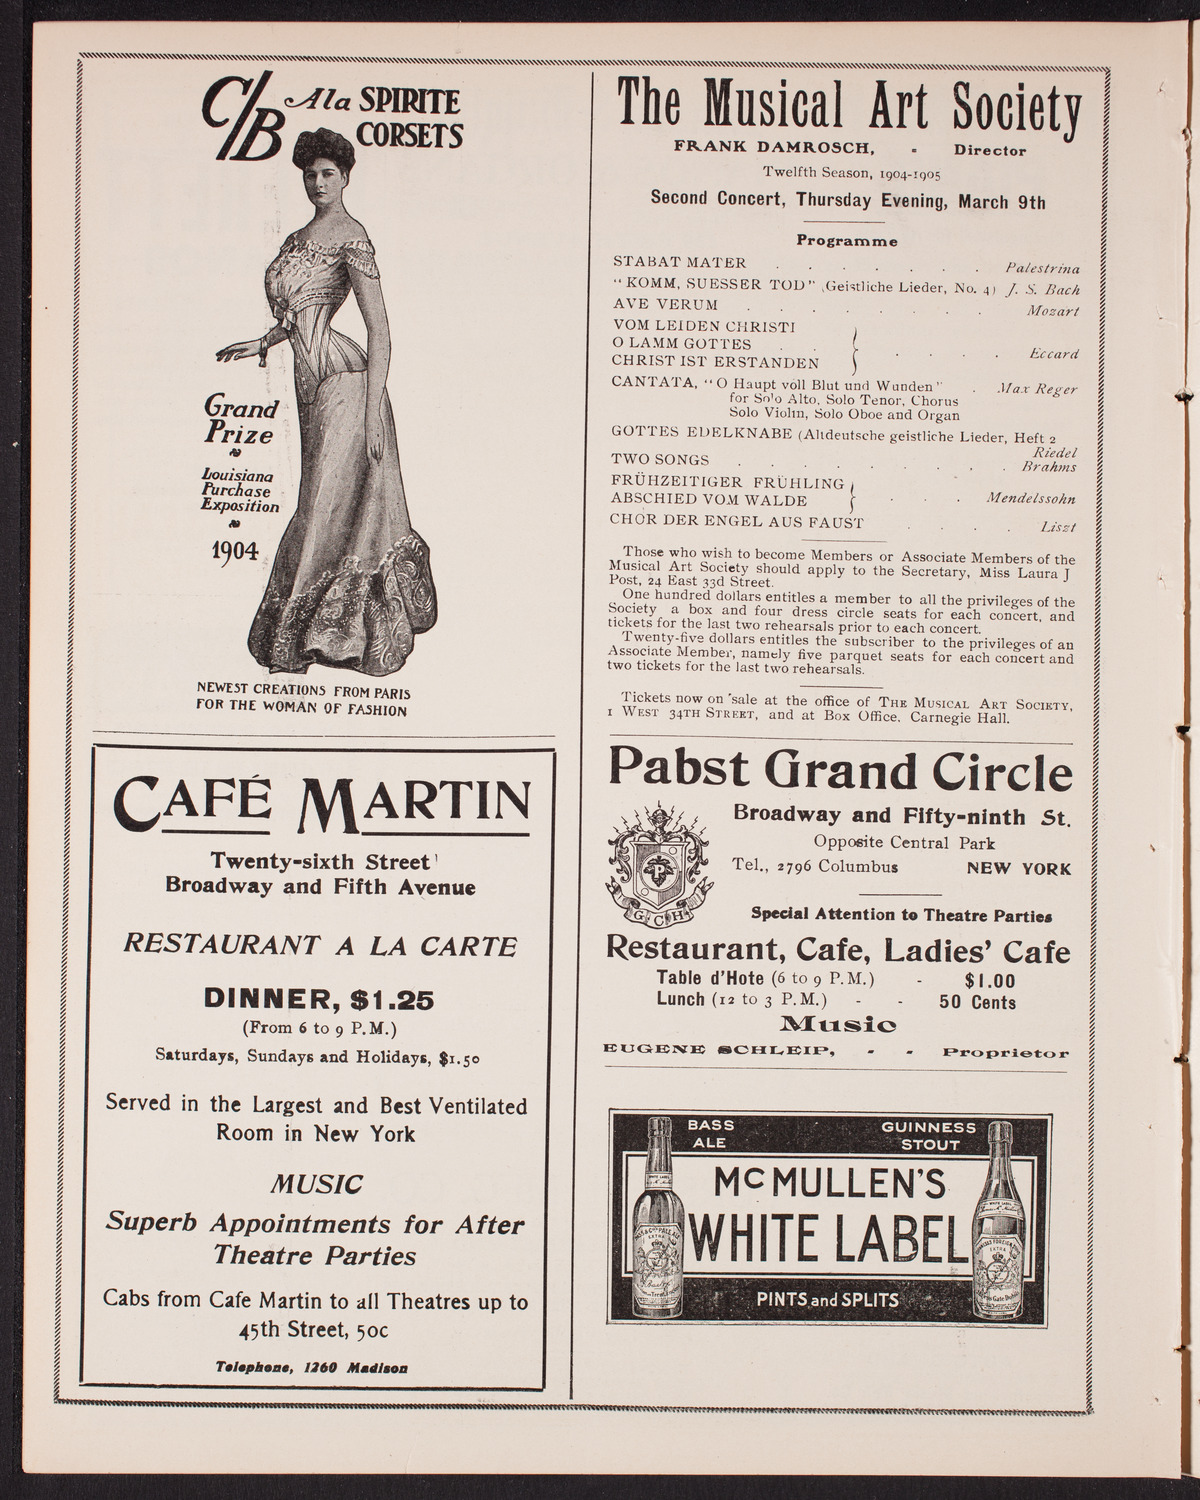 C/B Ala SPIRITE
CORSETS
Grand
Prize
Louisiana
Purchase
Exposition
1904
NEWEST CREATIONS FROM PARIS
FOR THE WOMAN OF FASHION
CAFÉ MARTIN
Twenty-sixth Street
Broadway and Fifth Avenue
RESTAURANT A LA CARTE
DINNER, $1.25
(From 6 to 9 P.M.)
Saturdays, Sundays and Holidays, $1.50
Served in the Largest and Best Ventilated
Room in New York
MUSIC
Superb Appointments for After
Theatre Parties
Cabs from Cafe Martin to all Theatres up to
45th Street, 50c
Telephone, 1260 Madison
The Musical Art Society
FRANK DAMROSCH, - Director
Twelfth Season, 1904-1905
Second Concert, Thursday Evening, March 9th
Programme
STABAT MATER . . . . . . Palestrina
"KOMM, SUESSER TOD" (Geistliche Lieder, No. 4) J. S. Bach
AVE VERUM . . . . . . . Mozart
VOM LEIDEN CHRISTI
O LAMM GOTTES . . . . . . Eccard
CHRIST IST ERSTANDEN
CANTATA, "O Haupt voll Blut und Wunden" . Max Reger
for Solo Alto, Solo Tenor, Chorus
Solo Violin, Solo Oboe and Organ
GOTTES EDELKNABE (Altdeutsche geistliche Lieder, Heft 2
Riedel
TWO SONGS . . . . . . . . Brahms
FRÜHZEITIGER FRÜHLING
ABSCHIED VOM WALDE . . . Mendelssohn
CHOR DER ENGEL AUS FAUST . . . . Liszt
Those who wish to become Members or Associate Members of the
Musical Art Society should apply to the Secretary, Miss Laura J
Post, 24 East 33d Street.
One hundred dollars entitles a member to all the privileges of the
Society a box and four dress circle seats for each concert, and
tickets for the last two rehearsals prior to each concert.
Twenty-five dollars entitles the subscriber to the privileges of an
Associate Member, namely five parquet seats for each concert and
two tickets for the last two rehearsals.
Tickets now on sale at the office of THE MUSICAL ART SOCIETY,
1 WEST 34TH STREET, and at Box Office, Carnegie Hall.
Pabst Grand Circle
Broadway and Fifty-ninth St.
Opposite Central Park
Tel., 2796 Columbus NEW YORK
P
G.C.H.
Special Attention to Theatre Parties
Restaurant, Cafe, Ladies' Cafe
Table d'Hote (6 to 9 P.M.) - $1.00
Lunch (12 to 3 P.M.) - - 50 Cents
Music
EUGENE SCHLEIP, - - Proprietor
BASS
ALE
GUINNESS
STOUT
MCMULLEN'S
WHITE LABEL
PINTS and SPLITS